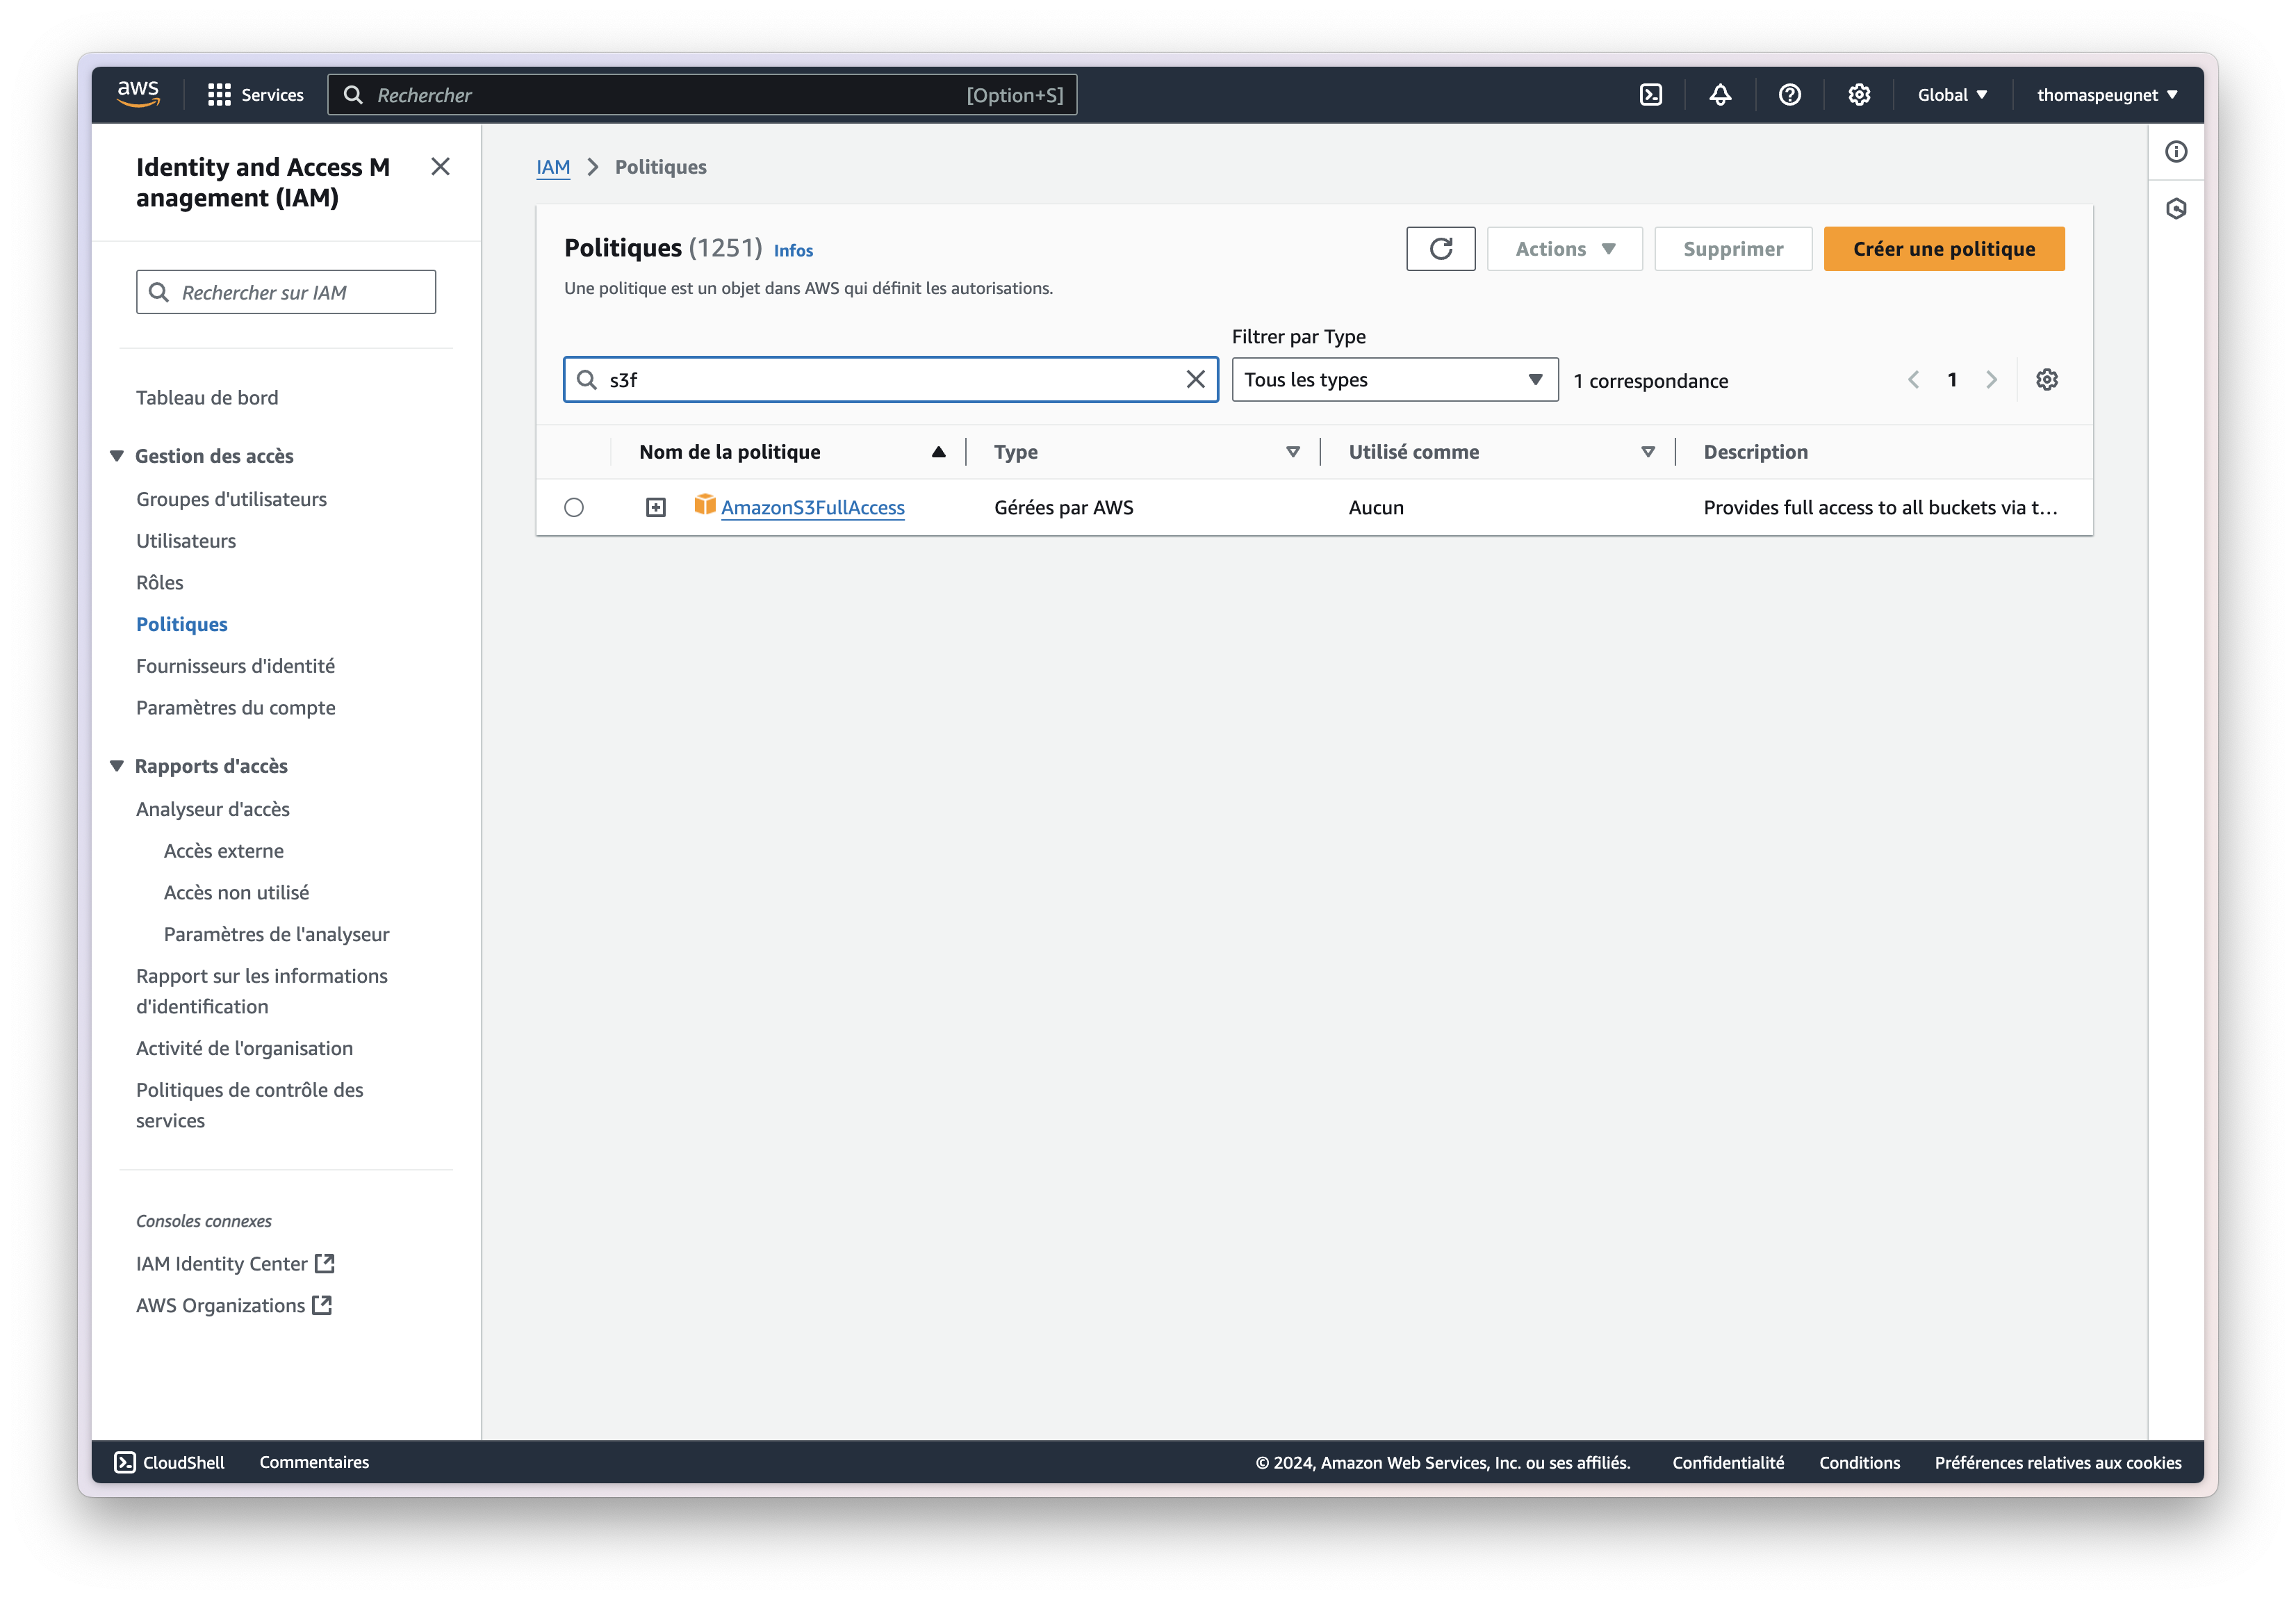 aws
Services
Rechercher
[Option+S]
Global
thomaspeugnet
Identity and Access M
anagement (IAM)
Rechercher sur IAM
Tableau de bord
Gestion des accès
Groupes d'utilisateurs
Utilisateurs
Rôles
Politiques
Fournisseurs d'identité
Paramètres du compte
Rapports d'accès
Analyseur d'accès
Accès externe
Accès non utilisé
Paramètres de l'analyseur
Rapport sur les informations
d'identification
Activité de l'organisation
Politiques de contrôle des
services
Consoles connexes
IAM Identity Center
AWS Organizations
IAM
Politiques
Politiques (1251) Infos
Une politique est un objet dans AWS qui définit les autorisations.
Actions
Supprimer
Créer une politique
Filtrer par Type
s3f
Tous les types
1 correspondance
1
Nom de la politique
Type
Utilisé comme
Description
AmazonS3FullAccess
Gérées par AWS
Aucun
Provides full access to all buckets via t...
CloudShell
Commentaires
© 2024, Amazon Web Services, Inc. ou ses affiliés.
Confidentialité
Conditions
Préférences relatives aux cookies